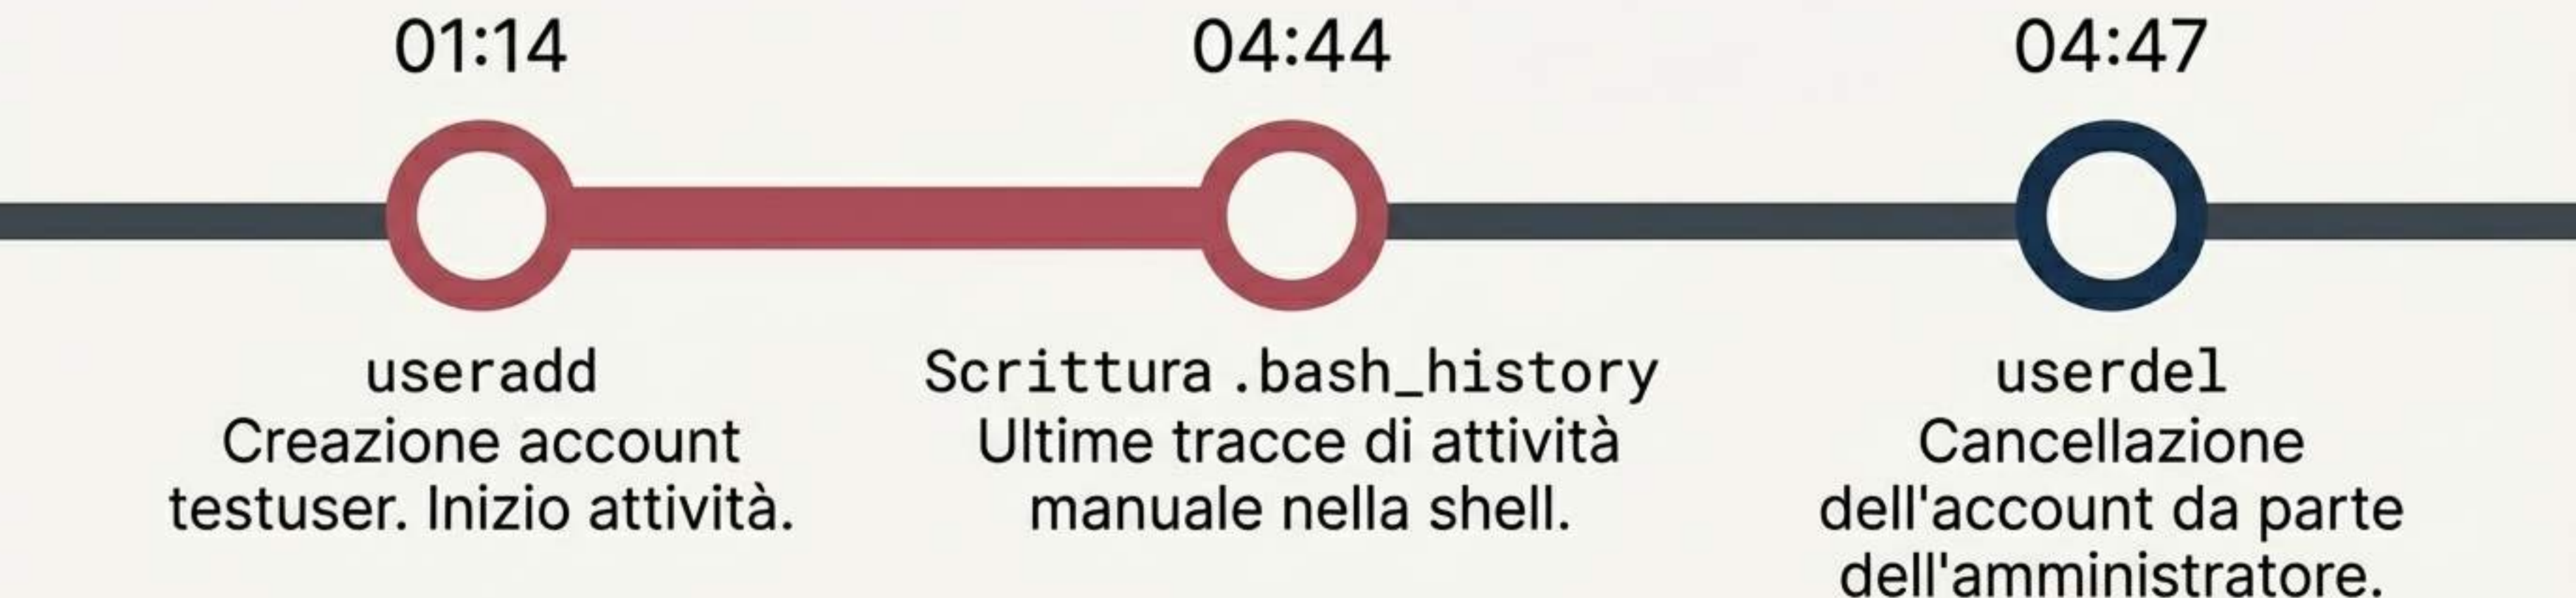 01:14
useradd
Creazione account
testuser. Inizio attività.
04:44
Scrittura .bash_history
Ultime tracce di attività
manuale nella shell.
04:47
userdel
Cancellazione
dell'account da parte
dell'amministratore.